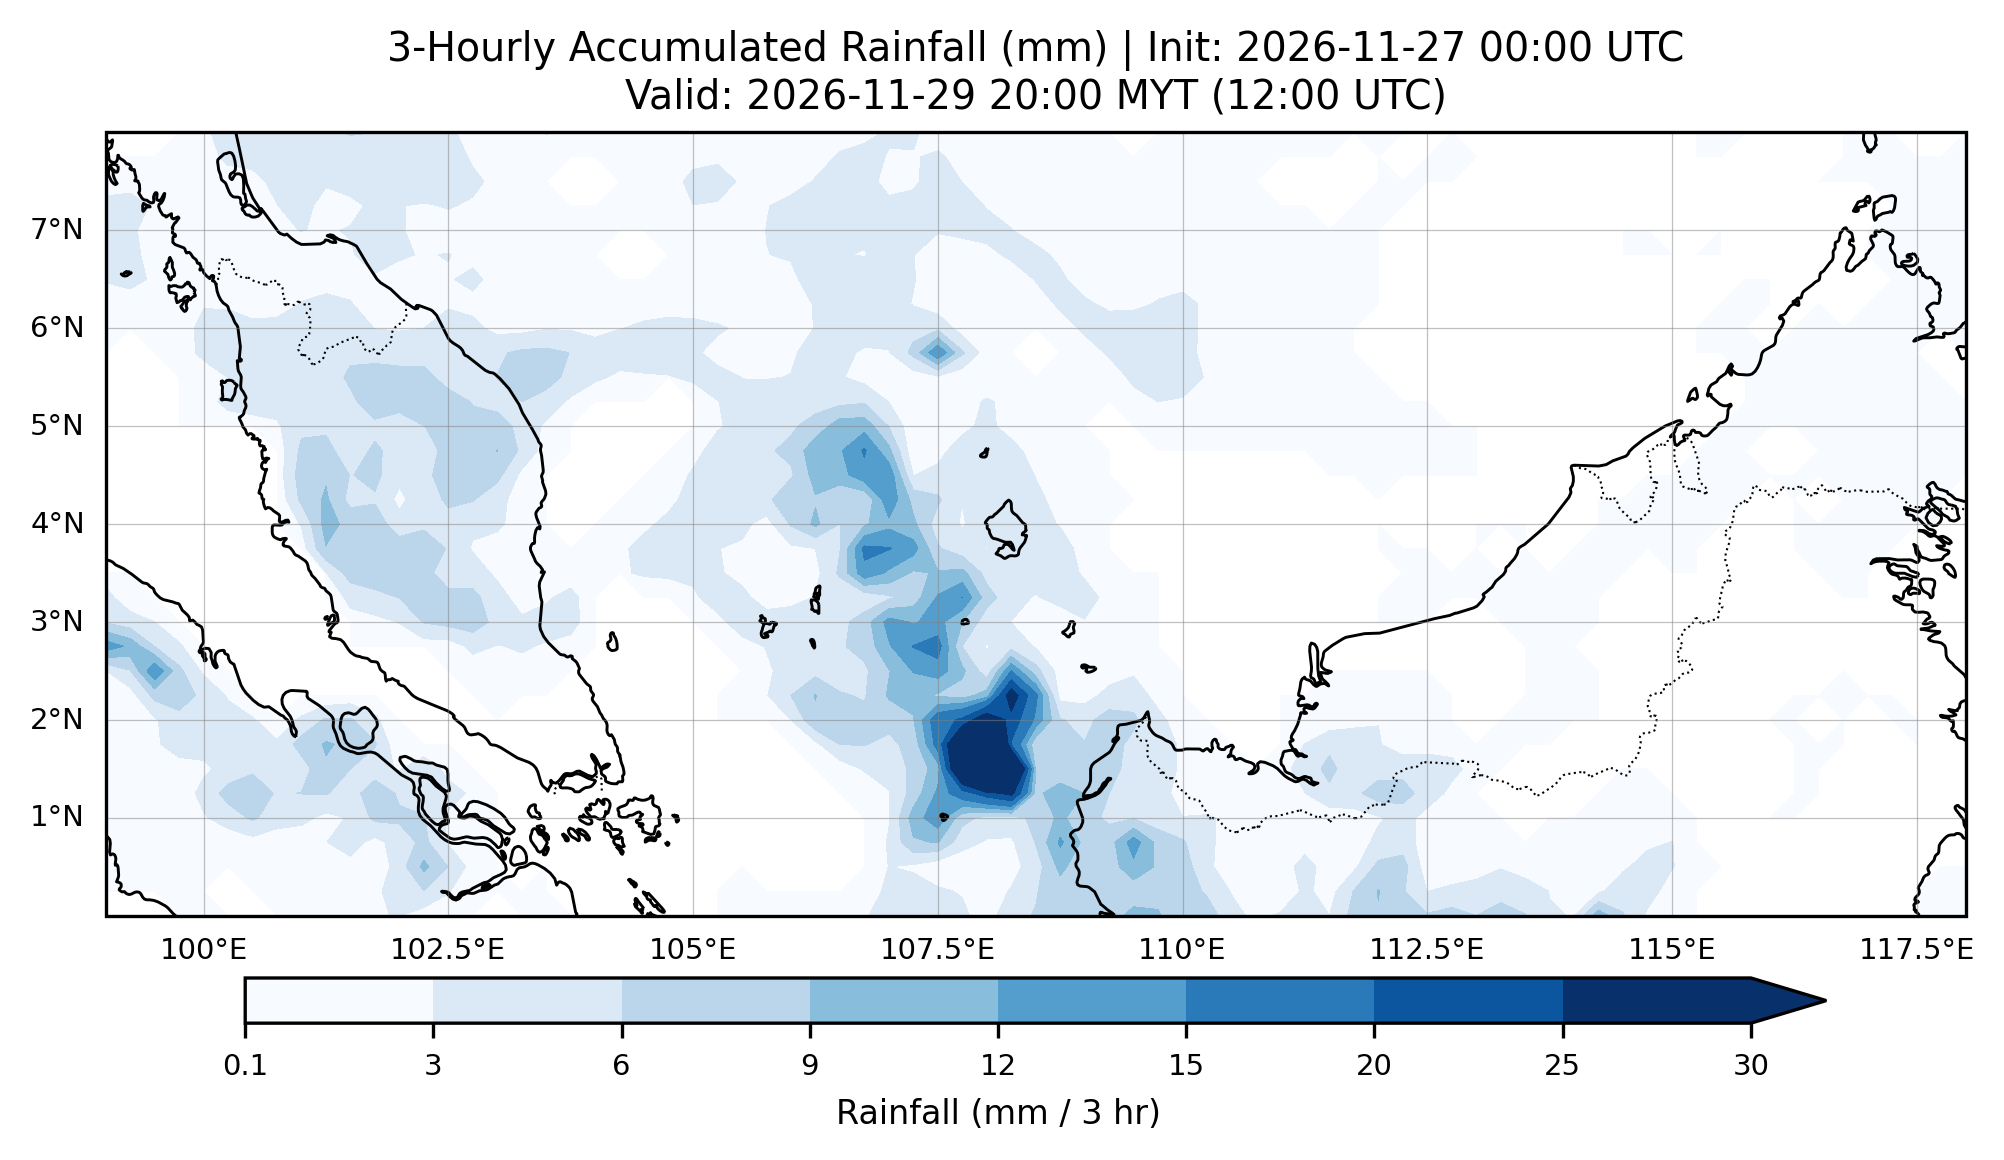 3-Hourly Accumulated Rainfall (mm) | Init: 2026-11-27 00:00 UTC
Valid: 2026-11-29 20:00 MYT (12:00 UTC)
7°N
6°N
5°N
4°N
3°N
2°N
1°N
100°E 102.5°E 105°E 107.5°E 110°E 112.5°E 115°E 117.5°E
0.1 3 6 9 12 15 20 25 30
Rainfall (mm / 3 hr)